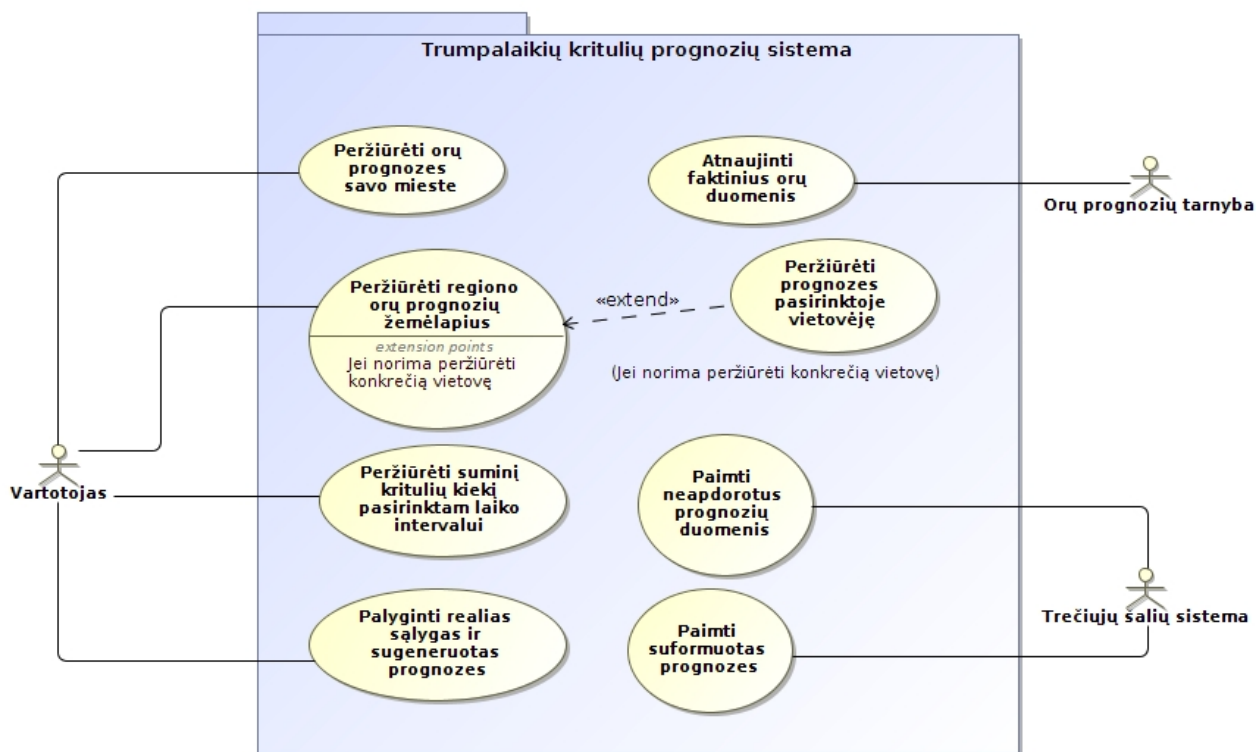 Trumpalaikių kritulių prognozių sistema
Peržiūrėti orų
prognozes
savo mieste
Atnaujinti
faktinius orų
duomenis
Orų prognozių tarnyba
Peržiūrėti regiono
orų prognozių
žemėlapius
extension points
Jei norima peržiūrėti
konkrečią vietovę
«extend»
Peržiūrėti
prognozes
pasirinktoje
vietovėję
(Jei norima peržiūrėti konkrečią vietovę)
Vartotojas
Peržiūrėti suminį
kritulių kiekį
pasirinktam laiko
intervalui
Paimti
neapdorotus
prognozių
duomenis
Trečiųjų šalių sistema
Palyginti realias
sąlygas ir
sugeneruotas
prognozes
Paimti
suformuotas
prognozes